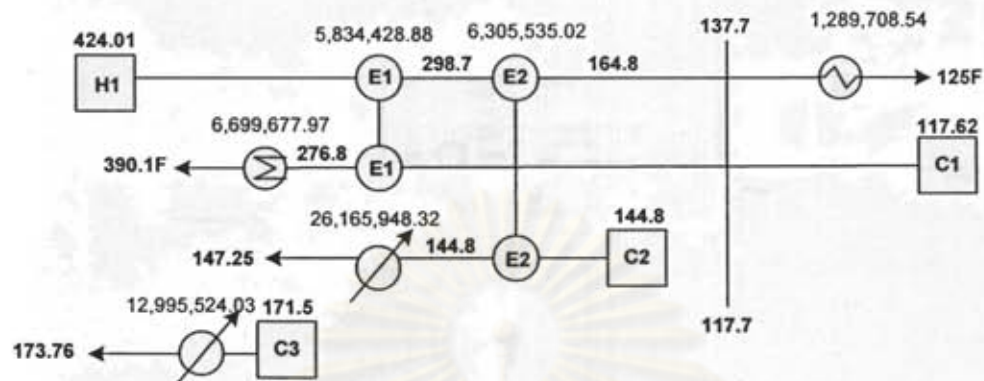 424.01
H1
5,834,428.88
E1
298.7
6,305,535.02
E2
164.8
137.7
1,289,708.54
125F
6,699,677.97
390.1F
276.8
E1
117.62
C1
26,165,948.32
147.25
144.8
E2
144.8
C2
117.7
12,995,524.03
171.5
173.76
C3